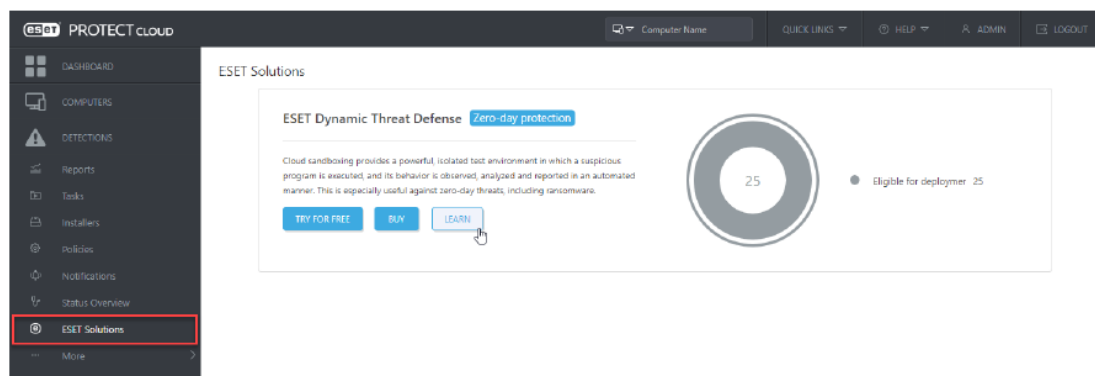 eset PROTECT CLOUD
Computer Name
QUICK LINKS
HELP
ADMIN
LOGOUT
DASHBOARD
COMPUTERS
DETECTIONS
Reports
Tasks
Installers
Policies
Notifications
Status Overview
ESET Solutions
More
ESET Solutions
ESET Dynamic Threat Defense Zero-day protection
Cloud sandboxing provides a powerful, isolated test environment in which a suspicious
program is executed, and its behavior is observed, analyzed and reported in an automated
manner. This is especially useful against zero-day threats, including ransomware.
TRY FOR FREE BUY LEARN
25
Eligible for deploymer 25